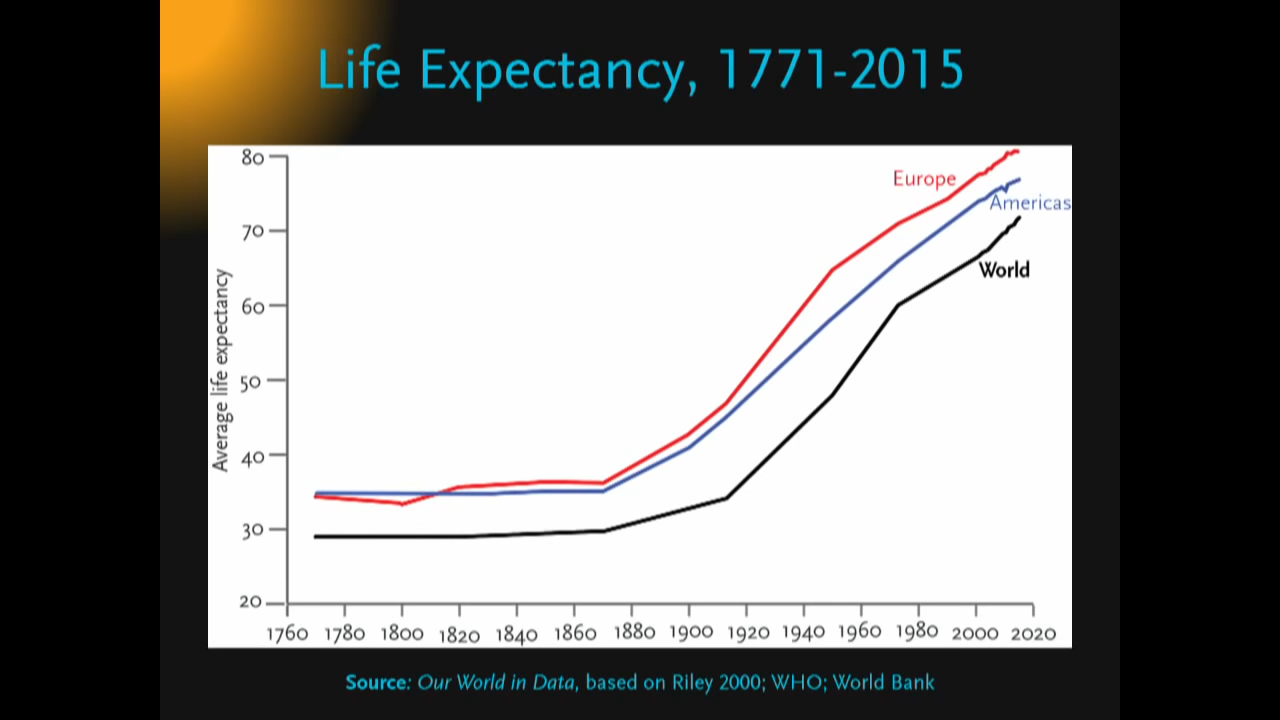 Life Expectancy, 1771-2015
80
70
60
50
40
30
20
Average life expectancy
Europe
Americas
World
1760 1780 1800 1820 1840 1860 1880 1900 1920 1940 1960 1980 2000 2020
Source: Our World in Data, based on Riley 2000; WHO; World Bank